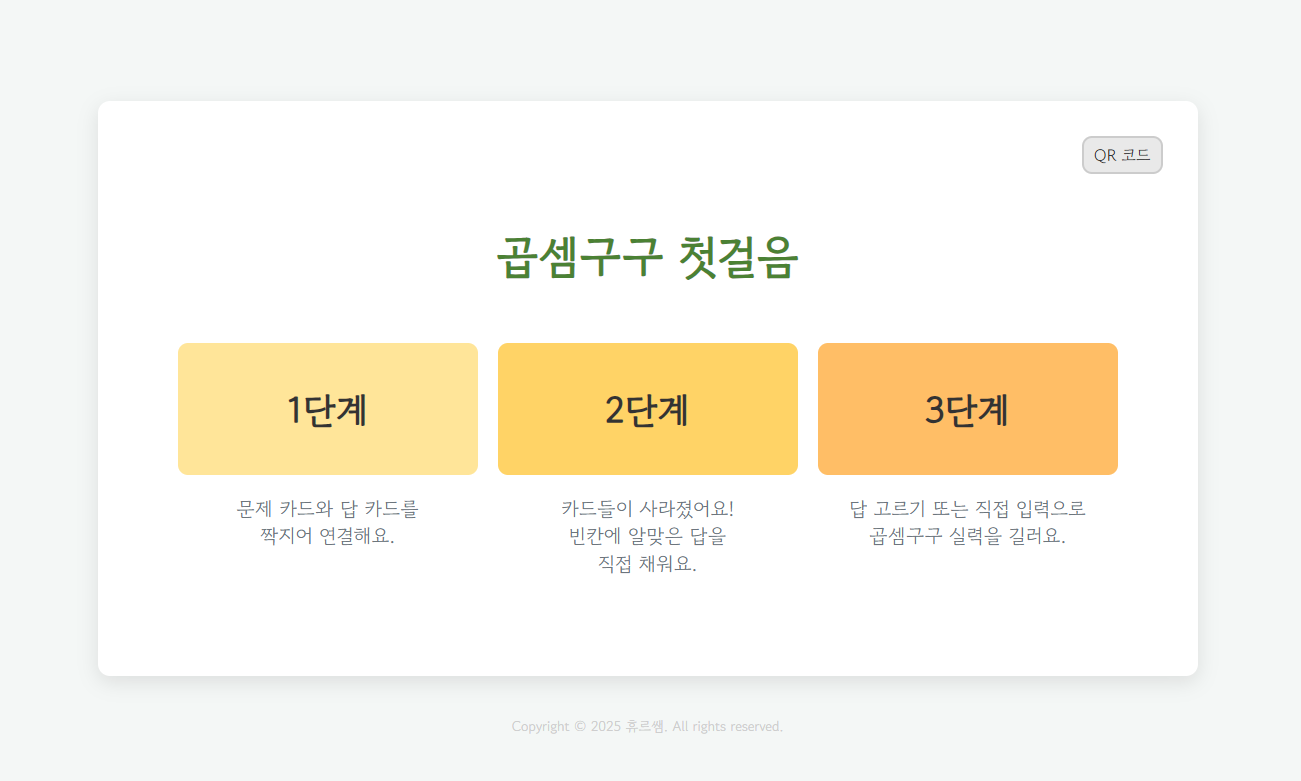 QR 코드
곱셈구구 첫걸음
1단계
2단계
3단계
문제 카드와 답 카드를
짝지어 연결해요.
카드들이 사라졌어요!
빈칸에 알맞은 답을
직접 채워요.
답 고르기 또는 직접 입력으로
곱셈구구 실력을 길러요.
Copyright © 2025 휴르쌤. All rights reserved.